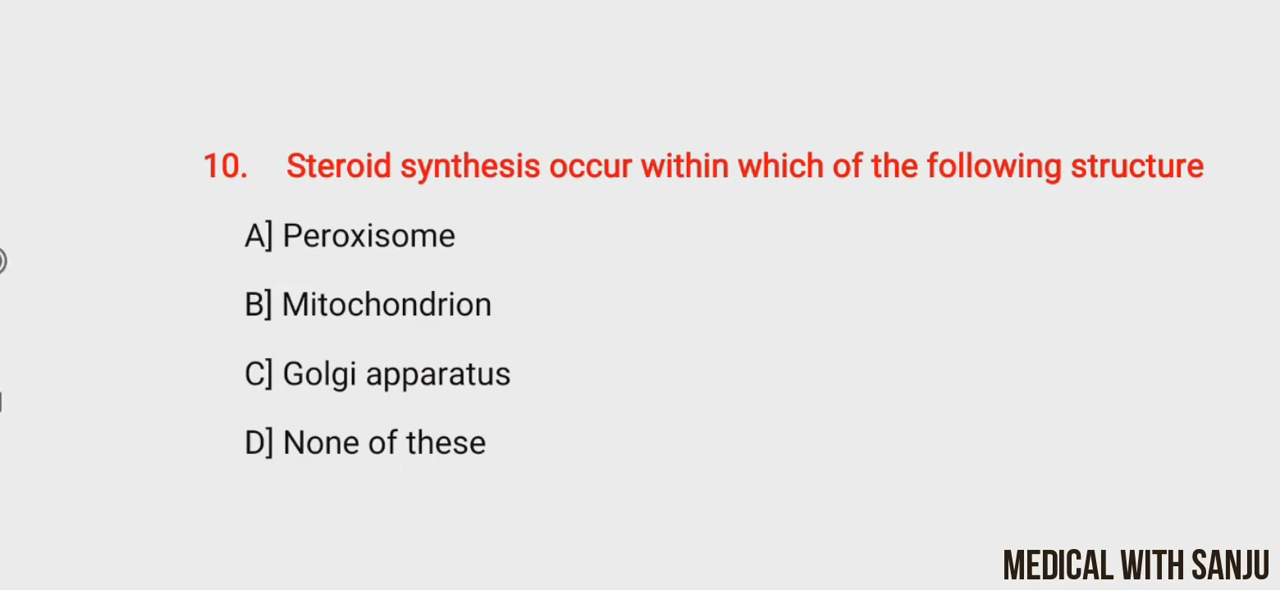 10. Steroid synthesis occur within which of the following structure
A] Peroxisome
B] Mitochondrion
C] Golgi apparatus
D] None of these
MEDICAL WITH SANJU